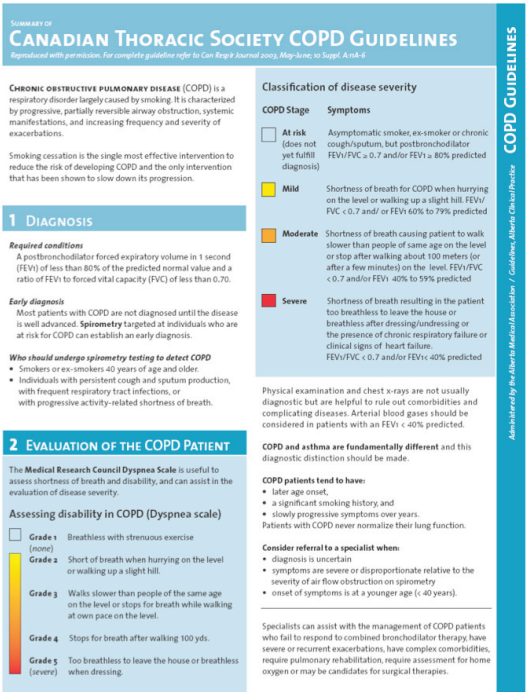 SUMMARY OF
CANADIAN THORACIC SOCIETY COPD GUIDELINES
Reproduced with permission. For complete guideline refer to Can Respir Journal 2003, May-June; 10 Suppl. A:11A-6
CHRONIC OBSTRUCTIVE PULMONARY DISEASE (COPD) is a
respiratory disorder largely caused by smoking. It is characterized
by progressive, partially reversible airway obstruction, systemic
manifestations, and increasing frequency and severity of
exacerbations.
Smoking cessation is the single most effective intervention to
reduce the risk of developing COPD and the only intervention
that has been shown to slow down its progression.
1 DIAGNOSIS
Required conditions
A postbronchodilator forced expiratory volume in 1 second
(FEV1) of less than 80% of the predicted normal value and a
ratio of FEV1 to forced vital capacity (FVC) of less than 0.70.
Early diagnosis
Most patients with COPD are not diagnosed until the disease
is well advanced. Spirometry targeted at individuals who are
at risk for COPD can establish an early diagnosis.
Who should undergo spirometry testing to detect COPD
• Smokers or ex-smokers 40 years of age and older.
• Individuals with persistent cough and sputum production,
with frequent respiratory tract infections, or
with progressive activity-related shortness of breath.
2 EVALUATION OF THE COPD PATIENT
The Medical Research Council Dyspnea Scale is useful to
assess shortness of breath and disability, and can assist in the
evaluation of disease severity.
Assessing disability in COPD (Dyspnea scale)
Grade 1 Breathless with strenuous exercise
(none)
Grade 2 Short of breath when hurrying on the level
or walking up a slight hill.
Grade 3 Walks slower than people of the same age
on the level or stops for breath while walking
at own pace on the level.
Grade 4 Stops for breath after walking 100 yds.
Grade 5 Too breathless to leave the house or breathless
(severe) when dressing.
Classification of disease severity
COPD Stage Symptoms
At risk Asymptomatic smoker, ex-smoker or chronic
(does not cough/sputum, but postbronchodilator
yet fulfill FEV1/FVC ≥ 0.7 and/or FEV1 ≥ 80% predicted
diagnosis)
Mild Shortness of breath for COPD when hurrying
on the level or walking up a slight hill. FEV1/
FVC < 0.7 and/ or FEV1 60% to 79% predicted
Moderate Shortness of breath causing patient to walk
slower than people of same age on the level
or stop after walking about 100 meters (or
after a few minutes) on the level. FEV1/FVC
< 0.7 and/or FEV1 40% to 59% predicted
Severe Shortness of breath resulting in the patient
too breathless to leave the house or
breathless after dressing/undressing or
the presence of chronic respiratory failure or
clinical signs of heart failure.
FEV1/FVC < 0.7 and/or FEV1< 40% predicted
Physical examination and chest x-rays are not usually
diagnostic but are helpful to rule out comorbidities and
complicating diseases. Arterial blood gases should be
considered in patients with an FEV1 < 40% predicted.
COPD and asthma are fundamentally different and this
diagnostic distinction should be made.
COPD patients tend to have:
• later age onset,
• a significant smoking history, and
• slowly progressive symptoms over years.
Patients with COPD never normalize their lung function.
Consider referral to a specialist when:
• diagnosis is uncertain
• symptoms are severe or disproportionate relative to the
severity of air flow obstruction on spirometry
• onset of symptoms is at a younger age (< 40 years).
Specialists can assist with the management of COPD patients
who fail to respond to combined bronchodilator therapy, have
severe or recurrent exacerbations, have complex comorbidities,
require pulmonary rehabilitation, require assessment for home
oxygen or may be candidates for surgical therapies.
COPD GUIDELINES
Administered by the Alberta Medical Association / Guidelines, Alberta Clinical Practice